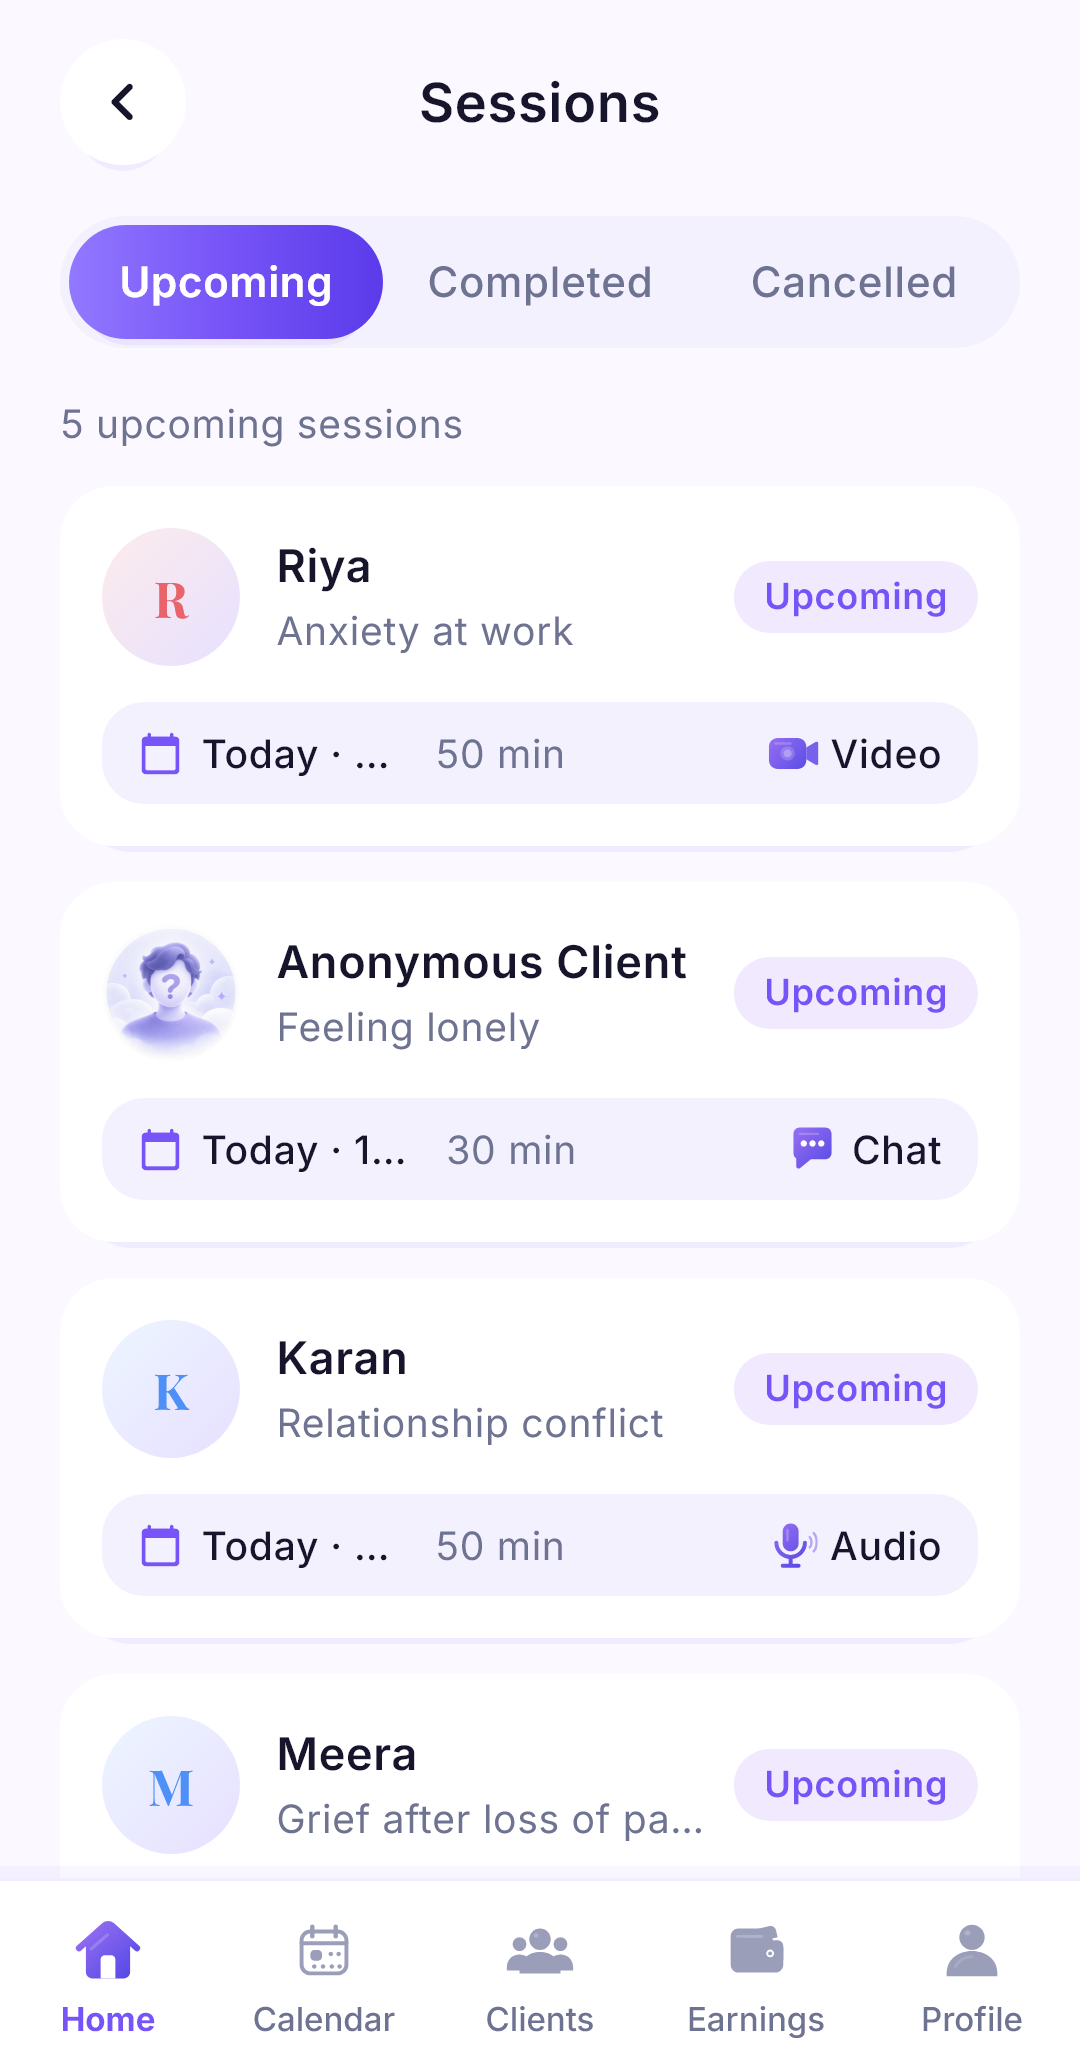 Sessions
Upcoming Completed Cancelled
5 upcoming sessions
R
Riya
Anxiety at work
Upcoming
Today · ... 50 min Video
?
Anonymous Client
Feeling lonely
Upcoming
Today · 1... 30 min Chat
K
Karan
Relationship conflict
Upcoming
Today · ... 50 min Audio
M
Meera
Grief after loss of pa...
Upcoming
Home Calendar Clients Earnings Profile